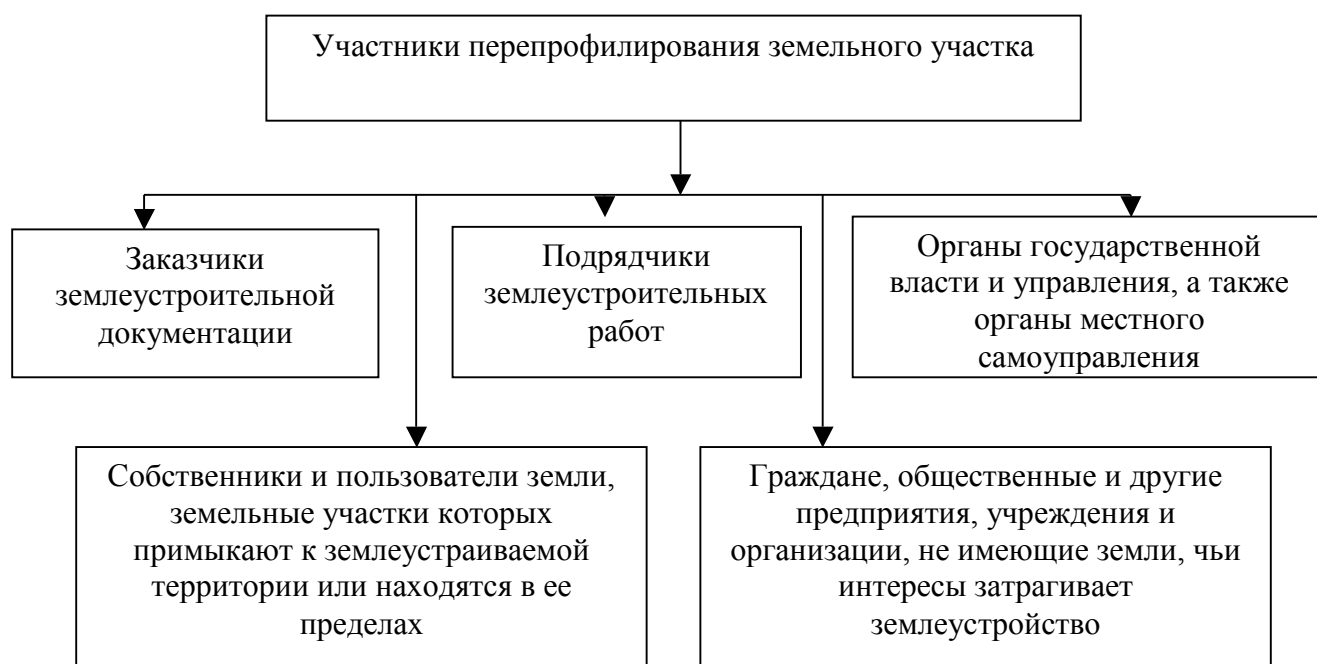 Участники перепрофилирования земельного участка
Заказчики
землеустроительной
документации
Подрядчики
землеустроительных
работ
Органы государственной
власти и управления, а также
органы местного
самоуправления
Собственники и пользователи земли,
земельные участки которых
примыкают к землеустраиваемой
территории или находятся в ее
пределах
Граждане, общественные и другие
предприятия, учреждения и
организации, не имеющие земли, чьи
интересы затрагивает
землеустройство